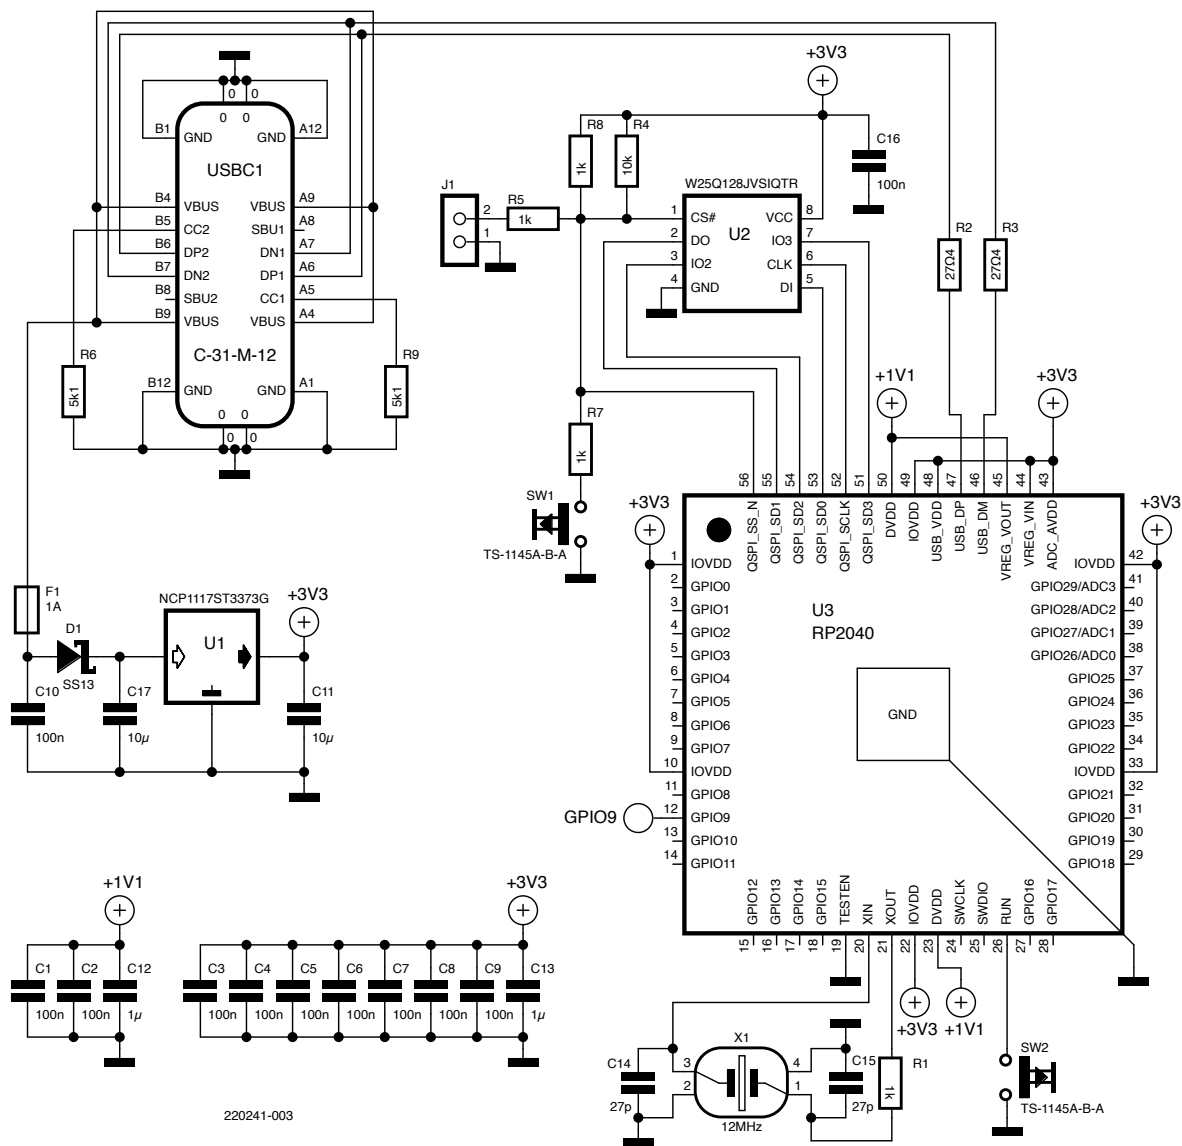 +3V3
0 0
0 0
B1 GND
GND A12
USBC1
B4 VBUS
VBUS A9
B5 CC2
SBU1 A8
B6 DP2
DN1 A7
B7 DN2
DP1 A6
B8 SBU2
CC1 A5
B9 VBUS
VBUS A4
C-31-M-12
B12 GND
GND A1
0 0
0 0
R6
5k1
R9
5k1
R8
1k
R4
10k
C16
100n
J1
2
1
R5
1k
W25Q128JVSIQTR
U2
1 CS#
VCC 8
2 DO
IO3 7
3 IO2
CLK 6
4 GND
DI 5
R2
27Ω4
R3
27Ω4
+1V1
+3V3
R7
1k
SW1
TS-1145A-B-A
+3V3
+3V3
56 QSPI_SS_N
55 QSPI_SD1
54 QSPI_SD2
53 QSPI_SD0
52 QSPI_SCLK
51 QSPI_SD3
50 DVDD
49 IOVDD
48 USB_VDD
47 USB_DP
46 USB_DM
45 VREG_VOUT
44 VREG_VIN
43 ADC_AVDD
U3
RP2040
GND
1 IOVDD
2 GPIO0
3 GPIO1
4 GPIO2
5 GPIO3
6 GPIO4
7 GPIO5
8 GPIO6
9 GPIO7
10 IOVDD
11 GPIO8
12 GPIO9
13 GPIO10
14 GPIO11
GPIO9
IOVDD 42
GPIO29/ADC3 41
GPIO28/ADC2 40
GPIO27/ADC1 39
GPIO26/ADC0 38
GPIO25 37
GPIO24 36
GPIO23 35
GPIO22 34
IOVDD 33
GPIO21 32
GPIO20 31
GPIO19 30
GPIO18 29
GPIO12 15
GPIO13 16
GPIO14 17
GPIO15 18
TESTEN 19
XIN 20
XOUT 21
IOVDD 22
DVDD 23
SWCLK 24
SWDIO 25
RUN 26
GPIO16 27
GPIO17 28
F1
1A
D1
SS13
NCP1117ST3373G
U1
+3V3
C10
100n
C17
10µ
C11
10µ
+1V1
C1
100n
C2
100n
C12
1µ
+3V3
C3
100n
C4
100n
C5
100n
C6
100n
C7
100n
C8
100n
C9
100n
C13
1µ
+3V3
+1V1
X1
3
2
4
1
12MHz
C14
27p
C15
27p
R1
1k
SW2
TS-1145A-B-A
220241-003